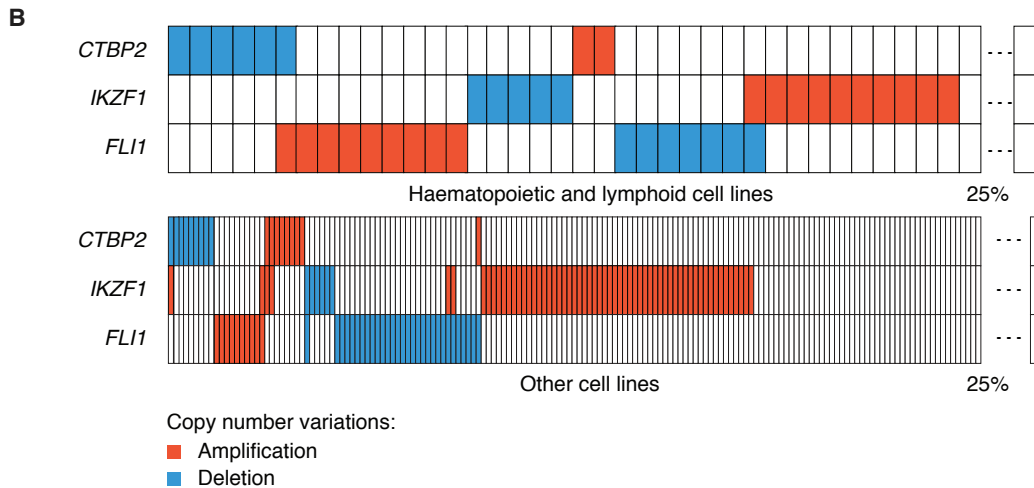 B
CTBP2
IKZF1
FLI1
Haematopoietic and lymphoid cell lines
25%
CTBP2
IKZF1
FLI1
Other cell lines
25%
Copy number variations:
Amplification
Deletion